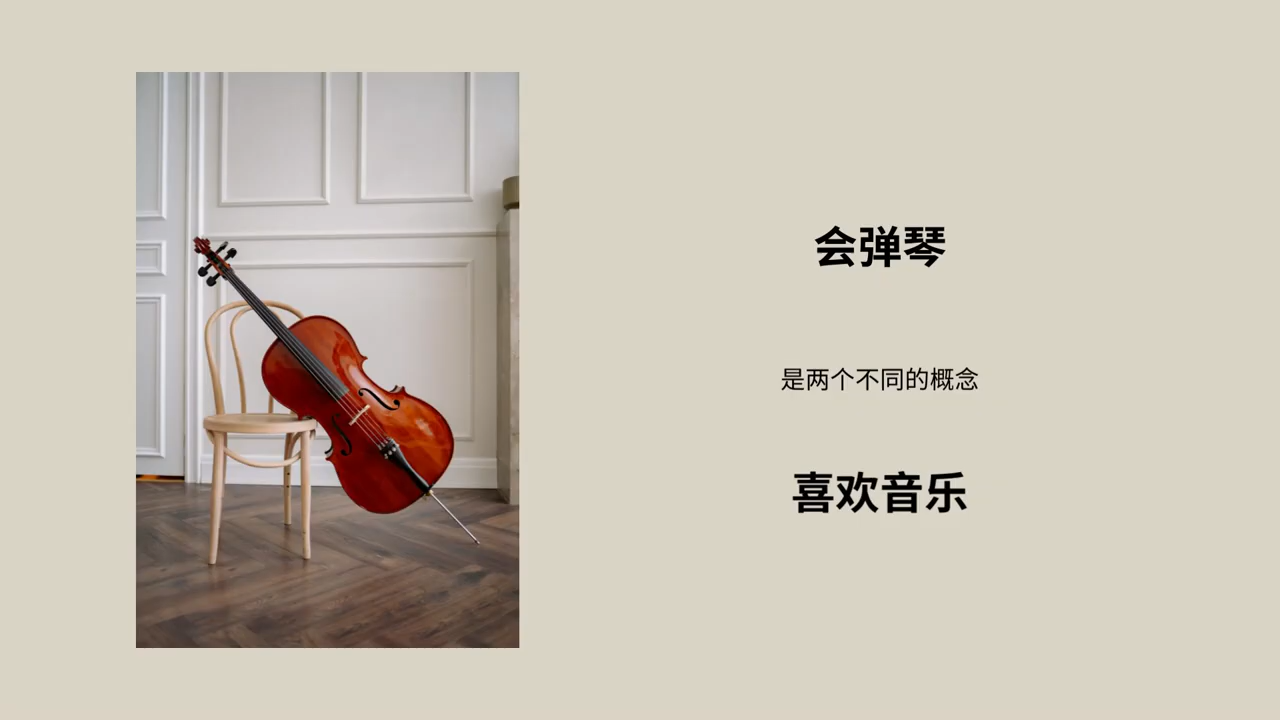 会弹琴
是两个不同的概念
喜欢音乐